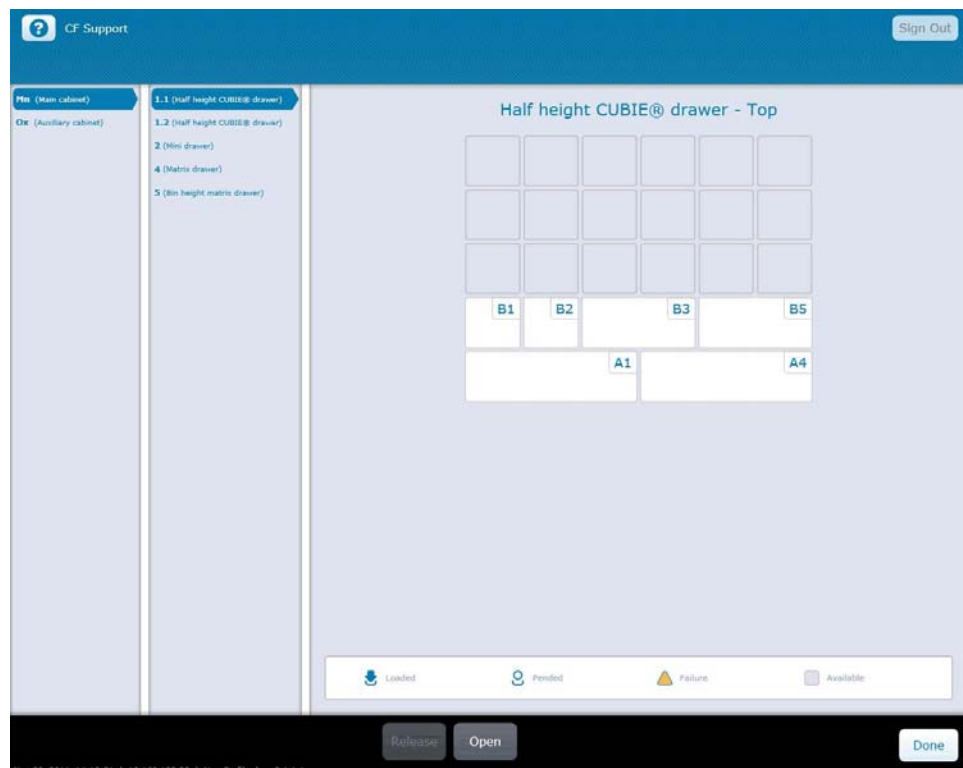 CF Support
Sign Out
Mn (Main cabinet)
Ox (Auxiliary cabinet)
1.1 (Half height CUBIE® drawer)
1.2 (Half height CUBIE® drawer)
2 (Mini drawer)
4 (Matrix drawer)
5 (Bin height matrix drawer)
Half height CUBIE® drawer - Top
B1 B2 B3 B5
A1 A4
Loaded Pended Failure Available
Release Open
Done